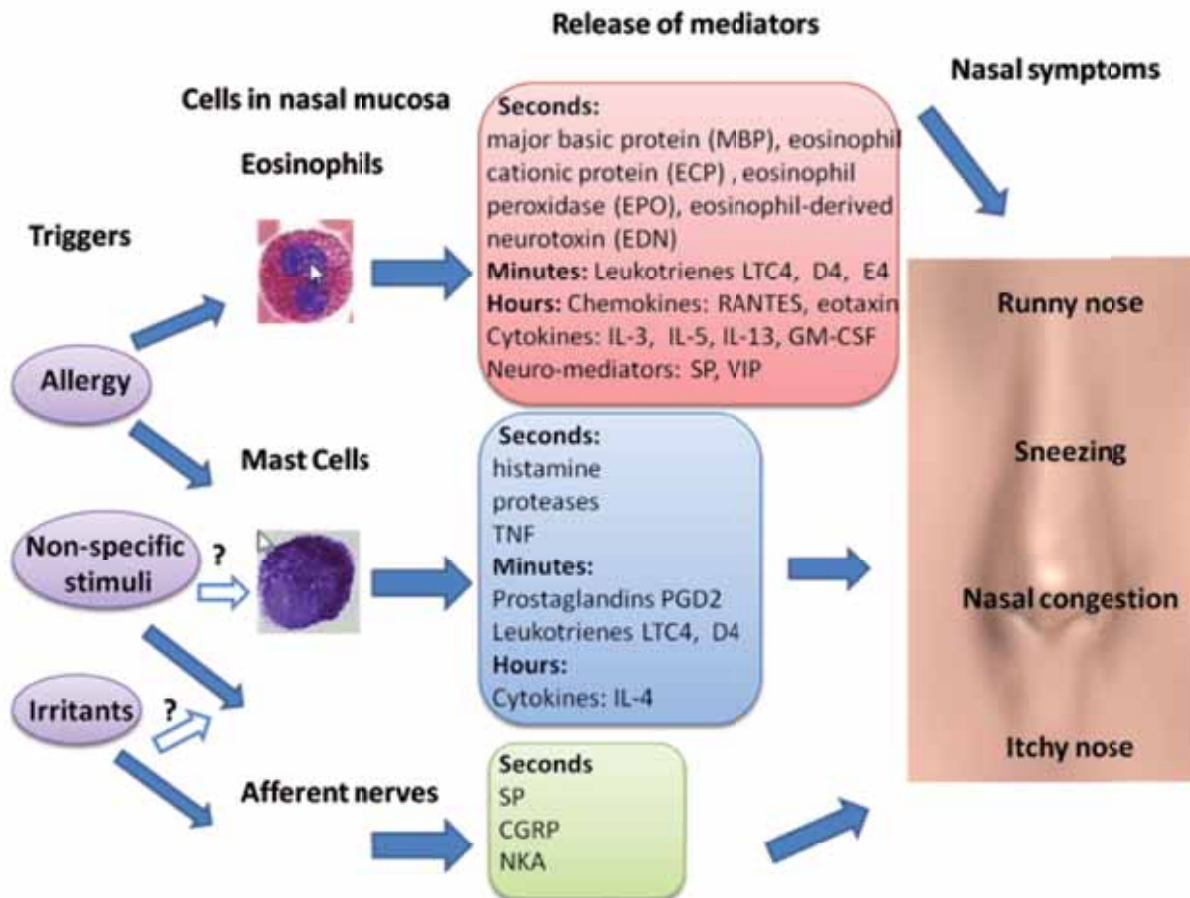 Release of mediators
Nasal symptoms
Cells in nasal mucosa
Eosinophils
Triggers
Seconds:
major basic protein (MBP), eosinophil
cationic protein (ECP) , eosinophil
peroxidase (EPO), eosinophil-derived
neurotoxin (EDN)
Minutes: Leukotrienes LTC4, D4, E4
Hours: Chemokines: RANTES, eotaxin
Cytokines: IL-3, IL-5, IL-13, GM-CSF
Neuro-mediators: SP, VIP
Allergy
Mast Cells
Seconds:
histamine
proteases
TNF
Minutes:
Prostaglandins PGD2
Leukotrienes LTC4, D4
Hours:
Cytokines: IL-4
Non-specific
stimuli
?
Irritants
?
Afferent nerves
Seconds
SP
CGRP
NKA
Runny nose
Sneezing
Nasal congestion
Itchy nose